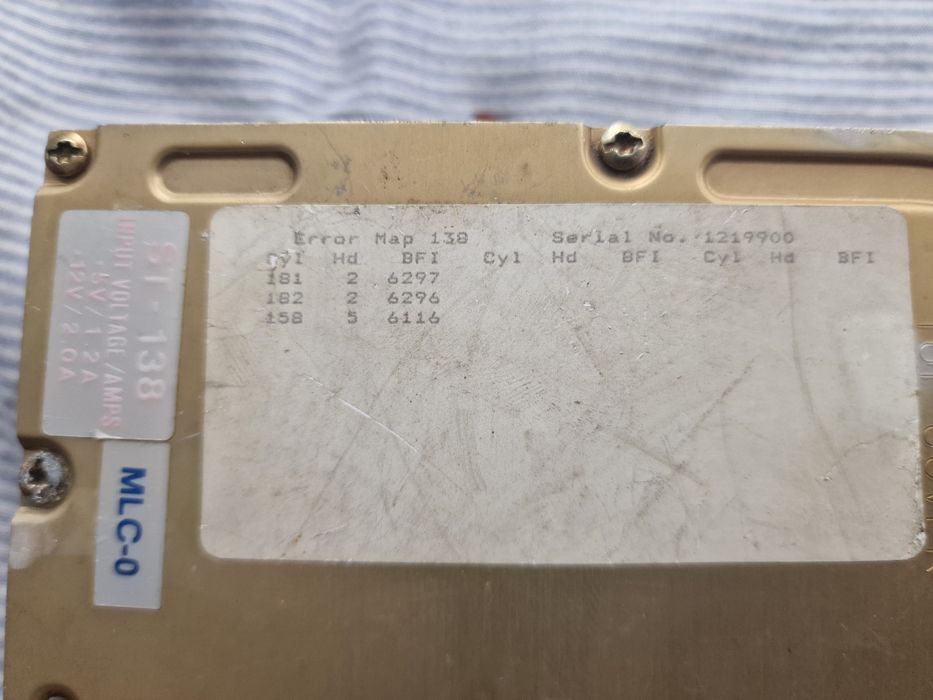 Error Map 138 Serial No. 1219900
Cyl Hd BFI Cyl Hd BFI Cyl Hd BFI
181 2 6297
182 2 6296
158 5 6116
ST-138
INPUT VOLTAGE/AMPS
5V/1.2A
12V/2.0A
MLC-0